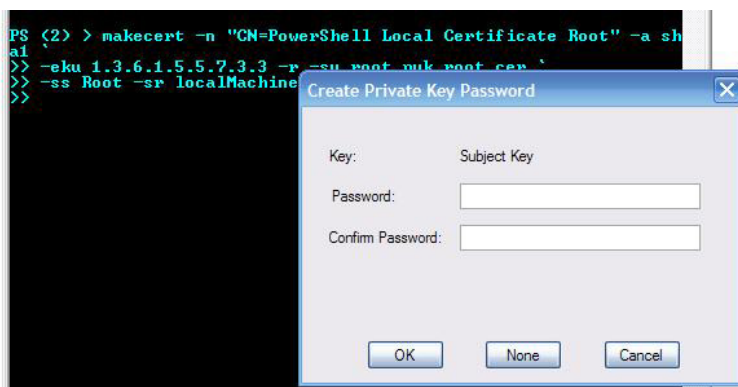 PS (2) > makecert -n "CN=PowerShell Local Certificate Root" -a sh
a1 `
>> -eku 1.3.6.1.5.5.7.3.3 -r -sv root.pvk root.cer `
>> -ss Root -sr localMachine
>>
Create Private Key Password
Key: Subject Key
Password:
Confirm Password:
OK None Cancel